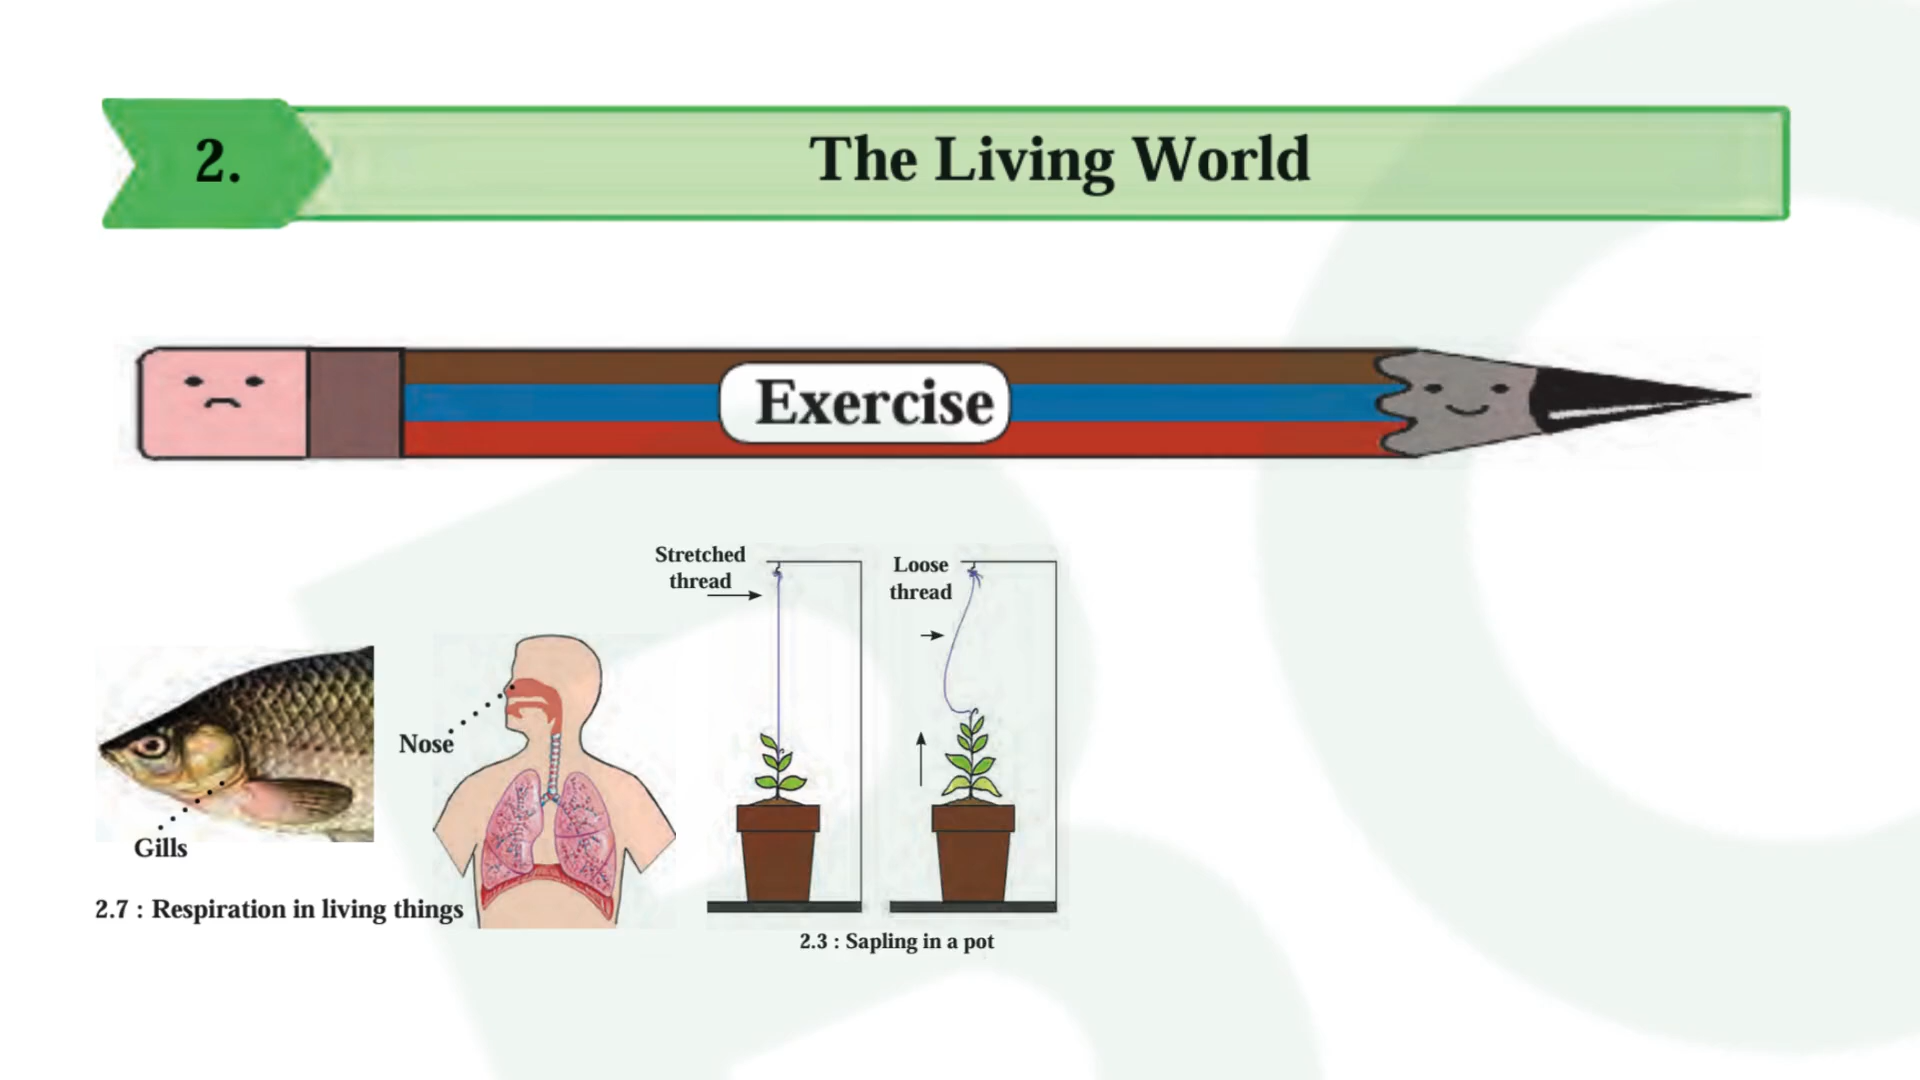 2.
The Living World
Exercise
Stretched
thread
Loose
thread
Nose
Gills
2.7 : Respiration in living things
2.3 : Sapling in a pot